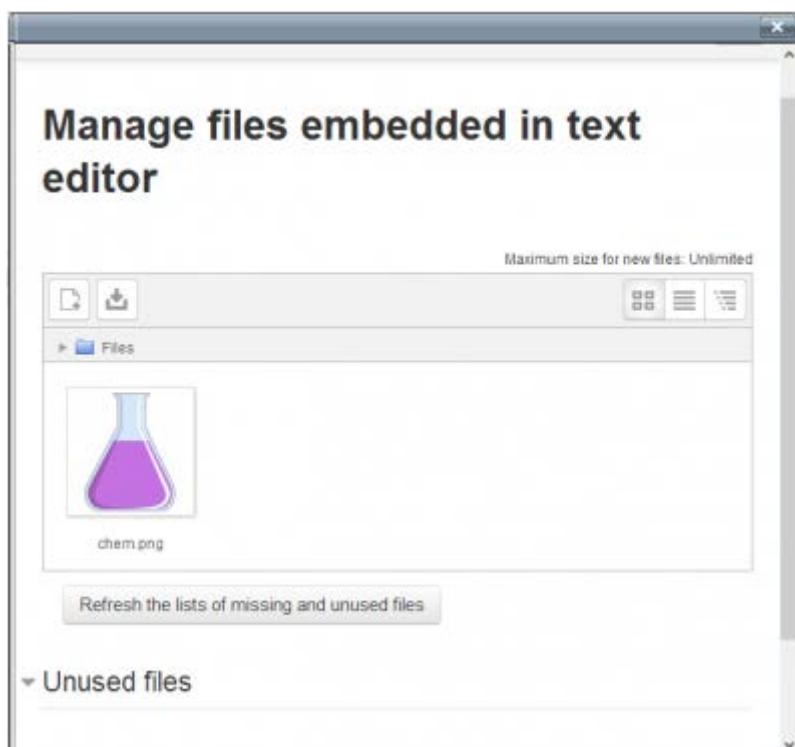 Manage files embedded in text
editor
Maximum size for new files: Unlimited
Files
chem.png
Refresh the lists of missing and unused files
Unused files